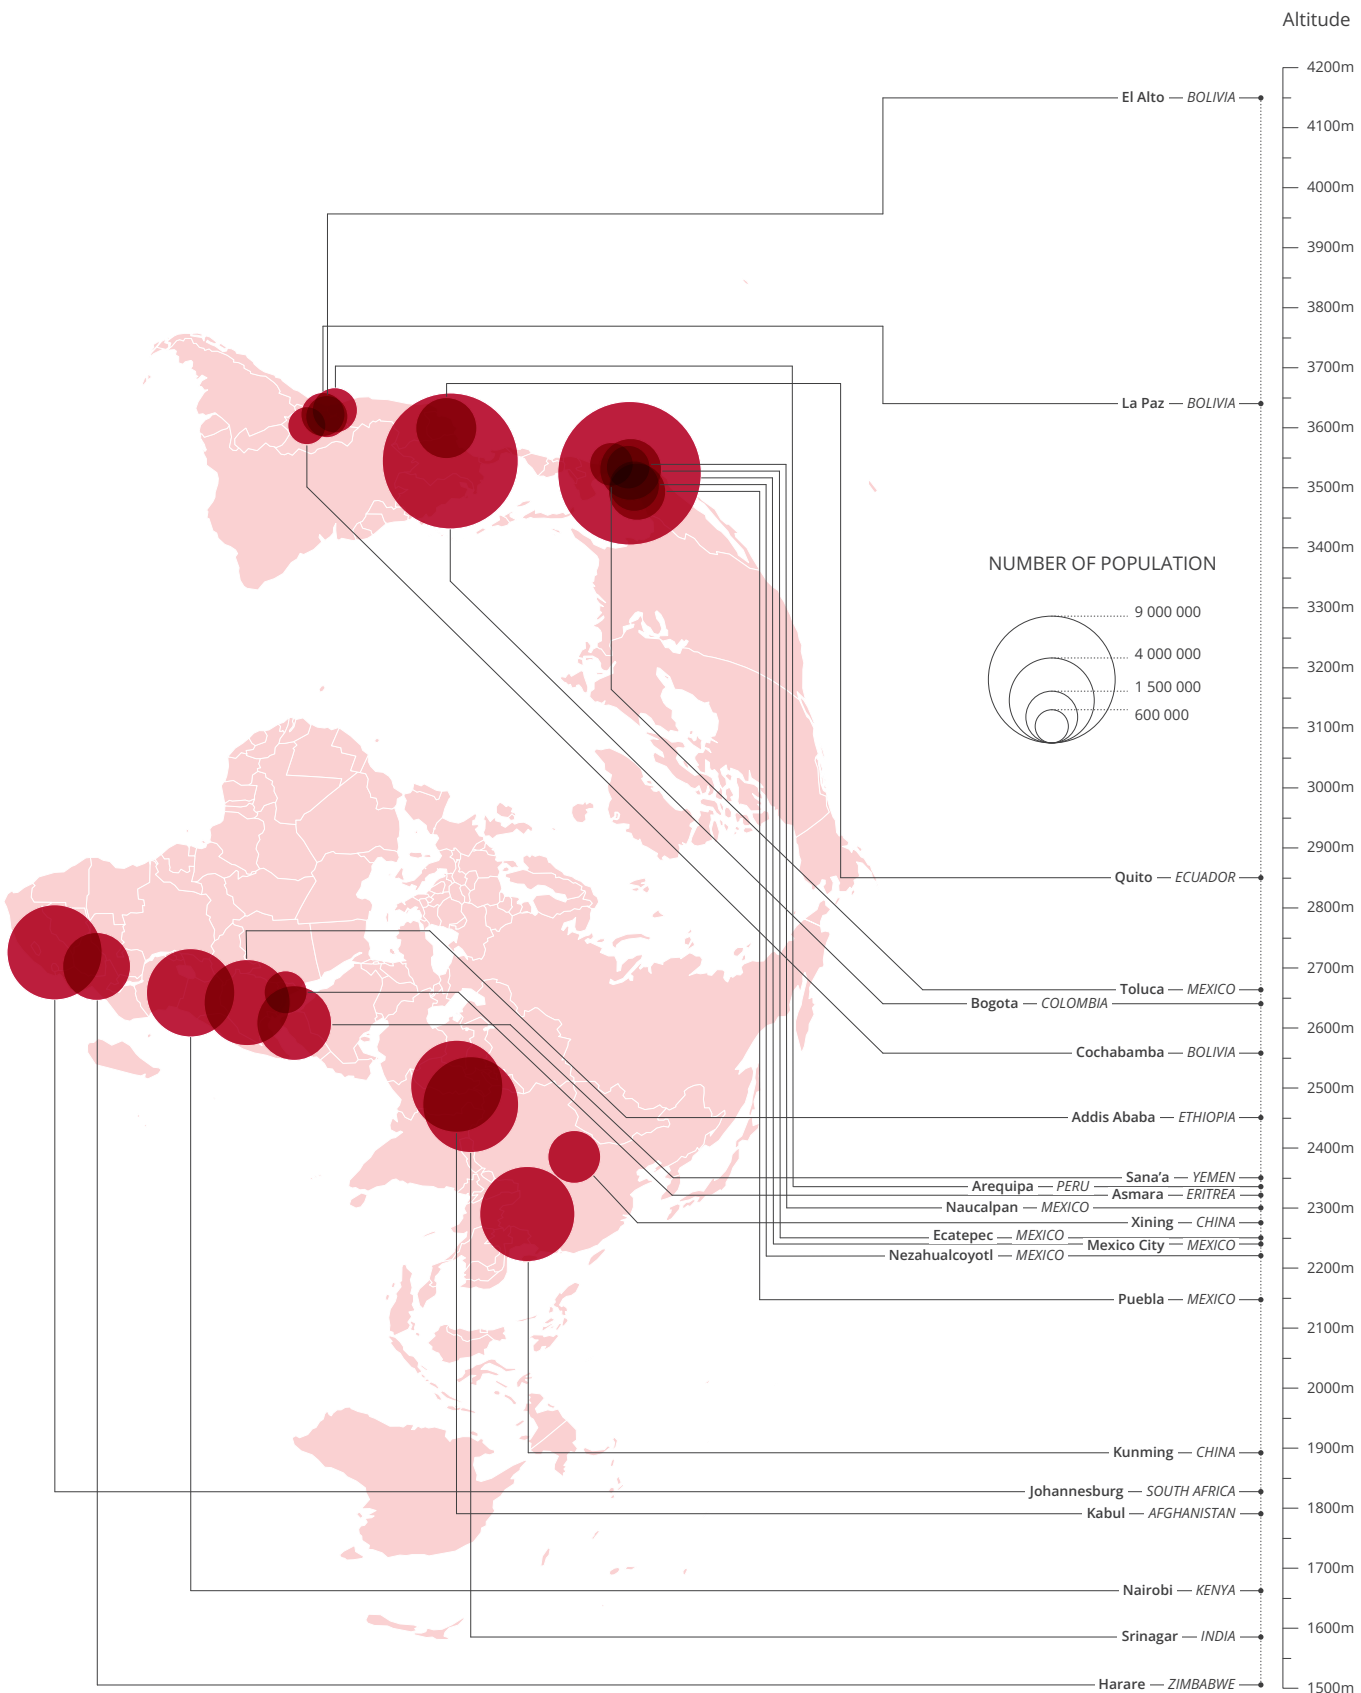 Altitude
4200m
El Alto — BOLIVIA
4100m
4000m
3900m
3800m
3700m
La Paz — BOLIVIA
3600m
3500m
3400m
NUMBER OF POPULATION
9 000 000
4 000 000
1 500 000
600 000
3300m
3200m
3100m
3000m
2900m
Quito — ECUADOR
2800m
2700m
Toluca — MEXICO
Bogota — COLOMBIA
2600m
Cochabamba — BOLIVIA
2500m
Addis Ababa — ETHIOPIA
2400m
Sana’a — YEMEN
Arequipa — PERU
Asmara — ERITREA
Naucalpan — MEXICO
2300m
Xining — CHINA
Ecatepec — MEXICO
Mexico City — MEXICO
Nezahualcoyotl — MEXICO
2200m
Puebla — MEXICO
2100m
2000m
1900m
Kunming — CHINA
Johannesburg — SOUTH AFRICA
1800m
Kabul — AFGHANISTAN
1700m
Nairobi — KENYA
1600m
Srinagar — INDIA
Harare — ZIMBABWE
1500m